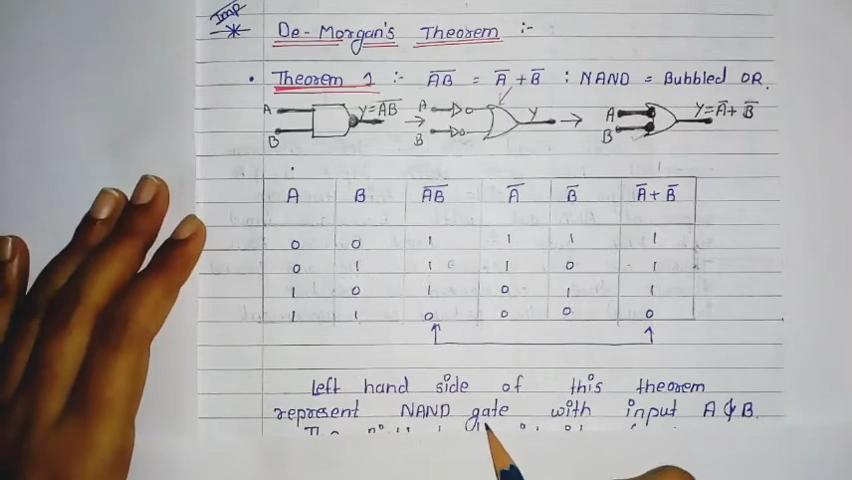 Imp
De-Morgan's Theorem :-
• Theorem 1 :- A̅B̅ = A̅ + B̅ : NAND = Bubbled OR.
A B Y=A̅B̅ → A B Y → A B Y=A̅+B̅
A B A̅B̅ A̅ B̅ A̅+B̅
0 0 1 1 1 1
0 1 1 1 0 1
1 0 1 0 1 1
1 1 0 0 0 0
Left hand side of this theorem
represent NAND gate with input A & B.